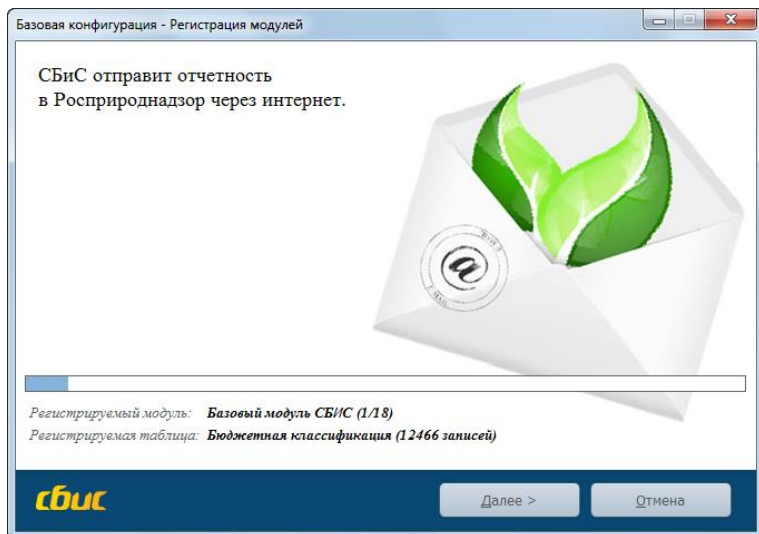 Базовая конфигурация - Регистрация модулей
СБиС отправит отчетность
в Росприроднадзор через интернет.
@
Регистрируемый модуль: Базовый модуль СБИС (1/18)
Регистрируемая таблица: Бюджетная классификация (12466 записей)
сбис
Далее >
Отмена